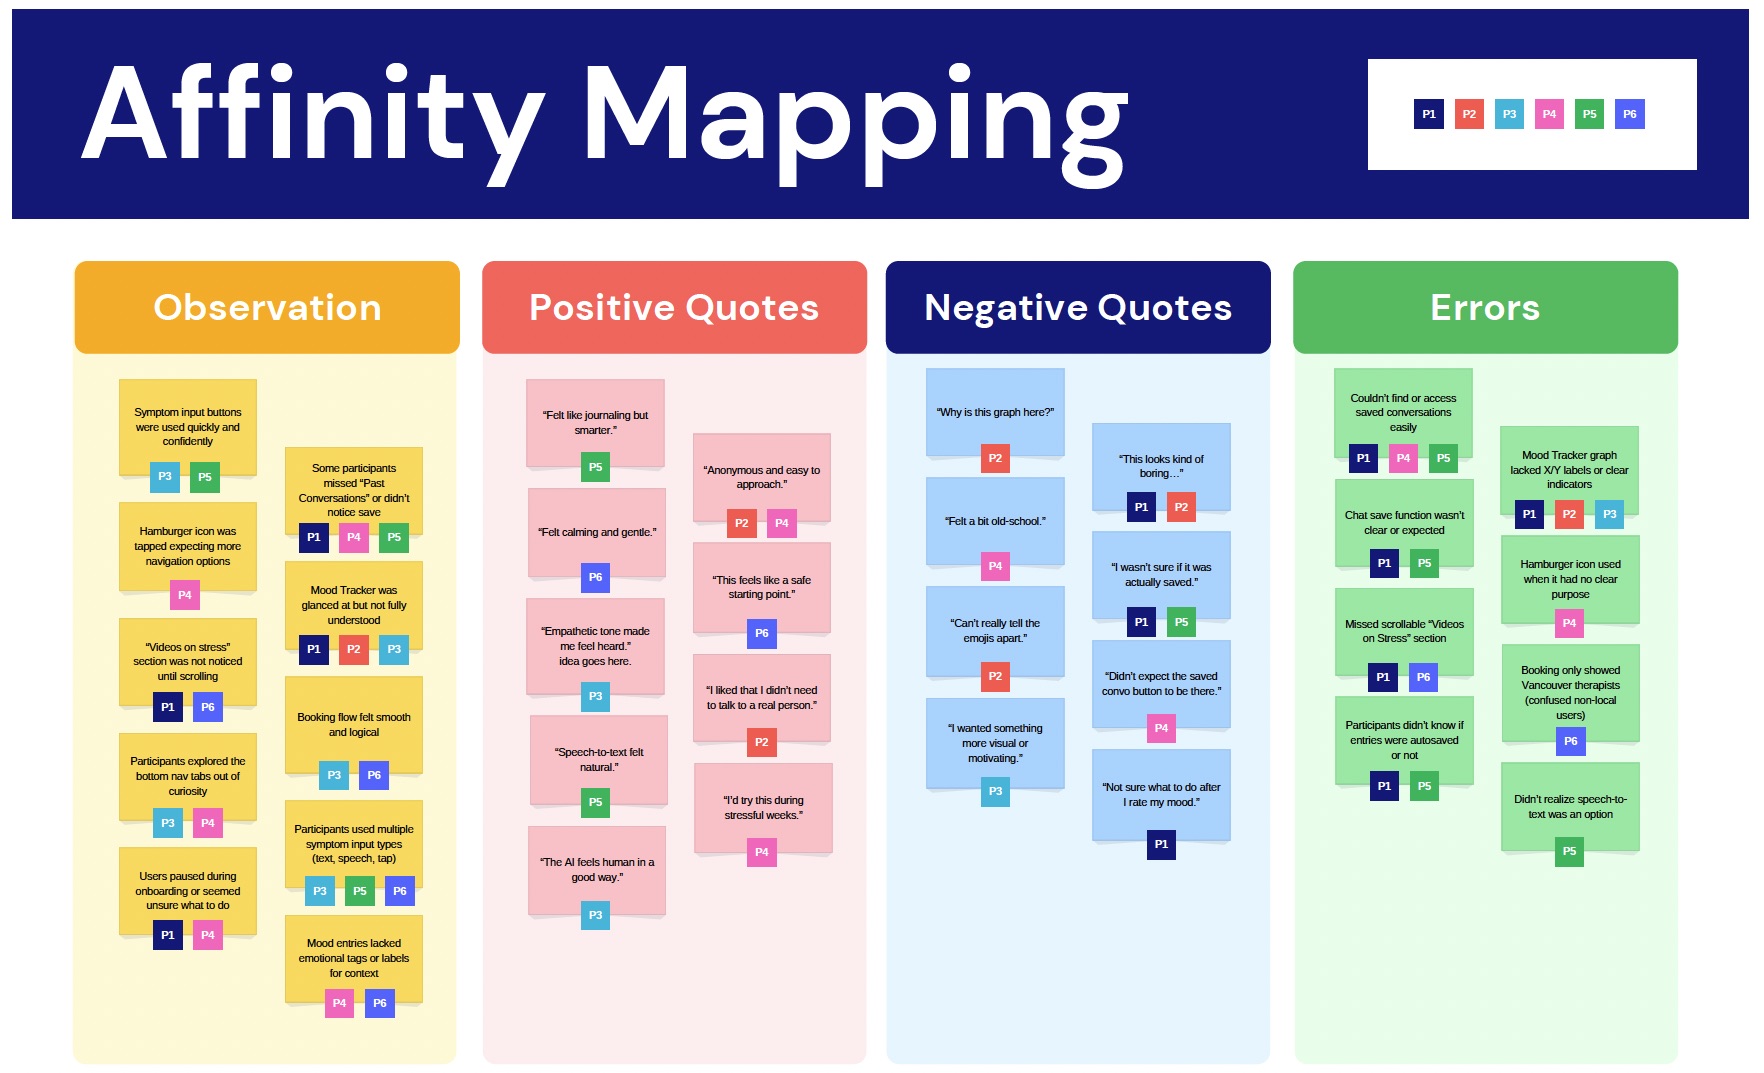 Affinity Mapping
P1 P2 P3 P4 P5 P6
Observation
Symptom input buttons
were used quickly and
confidently
P3 P5
Hamburger icon was
tapped expecting more
navigation options
P4
“Videos on stress”
section was not noticed
until scrolling
P1 P6
Participants explored the
bottom nav tabs out of
curiosity
P3 P4
Users paused during
onboarding or seemed
unsure what to do
P1 P4
Some participants
missed “Past
Conversations” or didn’t
notice save
P1 P4 P5
Mood Tracker was
glanced at but not fully
understood
P1 P2 P3
Booking flow felt smooth
and logical
P3 P6
Participants used multiple
symptom input types
(text, speech, tap)
P3 P5 P6
Mood entries lacked
emotional tags or labels
for context
P4 P6
Positive Quotes
“Felt like journaling but
smarter.”
P5
“Felt calming and gentle.”
P6
“Empathetic tone made
me feel heard.”
idea goes here.
P3
“Speech-to-text felt
natural.”
P5
“The AI feels human in a
good way.”
P3
“Anonymous and easy to
approach.”
P2 P4
“This feels like a safe
starting point.”
P6
“I liked that I didn’t need
to talk to a real person.”
P2
“I’d try this during
stressful weeks.”
P4
Negative Quotes
“Why is this graph here?”
P2
“Felt a bit old-school.”
P4
“Can’t really tell the
emojis apart.”
P2
“I wanted something
more visual or
motivating.”
P3
“This looks kind of
boring…”
P1 P2
“I wasn’t sure if it was
actually saved.”
P1 P5
“Didn’t expect the saved
convo button to be there.”
P4
“Not sure what to do after
I rate my mood.”
P1
Errors
Couldn’t find or access
saved conversations
easily
P1 P4 P5
Chat save function wasn’t
clear or expected
P1 P5
Missed scrollable “Videos
on Stress” section
P1 P6
Participants didn’t know if
entries were autosaved
or not
P1 P5
Mood Tracker graph
lacked X/Y labels or clear
indicators
P1 P2 P3
Hamburger icon used
when it had no clear
purpose
P4
Booking only showed
Vancouver therapists
(confused non-local
users)
P6
Didn’t realize speech-to-
text was an option
P5